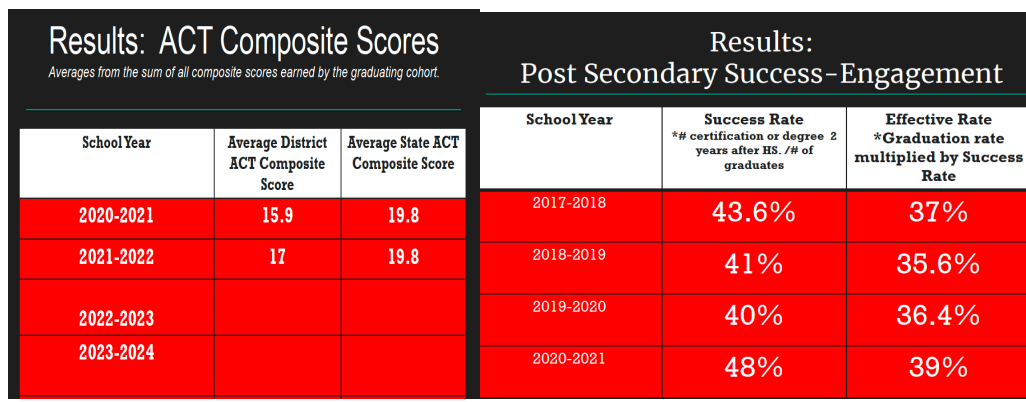 Results: ACT Composite Scores
Averages from the sum of all composite scores earned by the graduating cohort.
School Year
Average District
ACT Composite
Score
Average State ACT
Composite Score
2020-2021
15.9
19.8
2021-2022
17
19.8
2022-2023
2023-2024
Results:
Post Secondary Success-Engagement
School Year
Success Rate
*# certification or degree 2
years after HS. /# of
graduates
Effective Rate
*Graduation rate
multiplied by Success
Rate
2017-2018
43.6%
37%
2018-2019
41%
35.6%
2019-2020
40%
36.4%
2020-2021
48%
39%